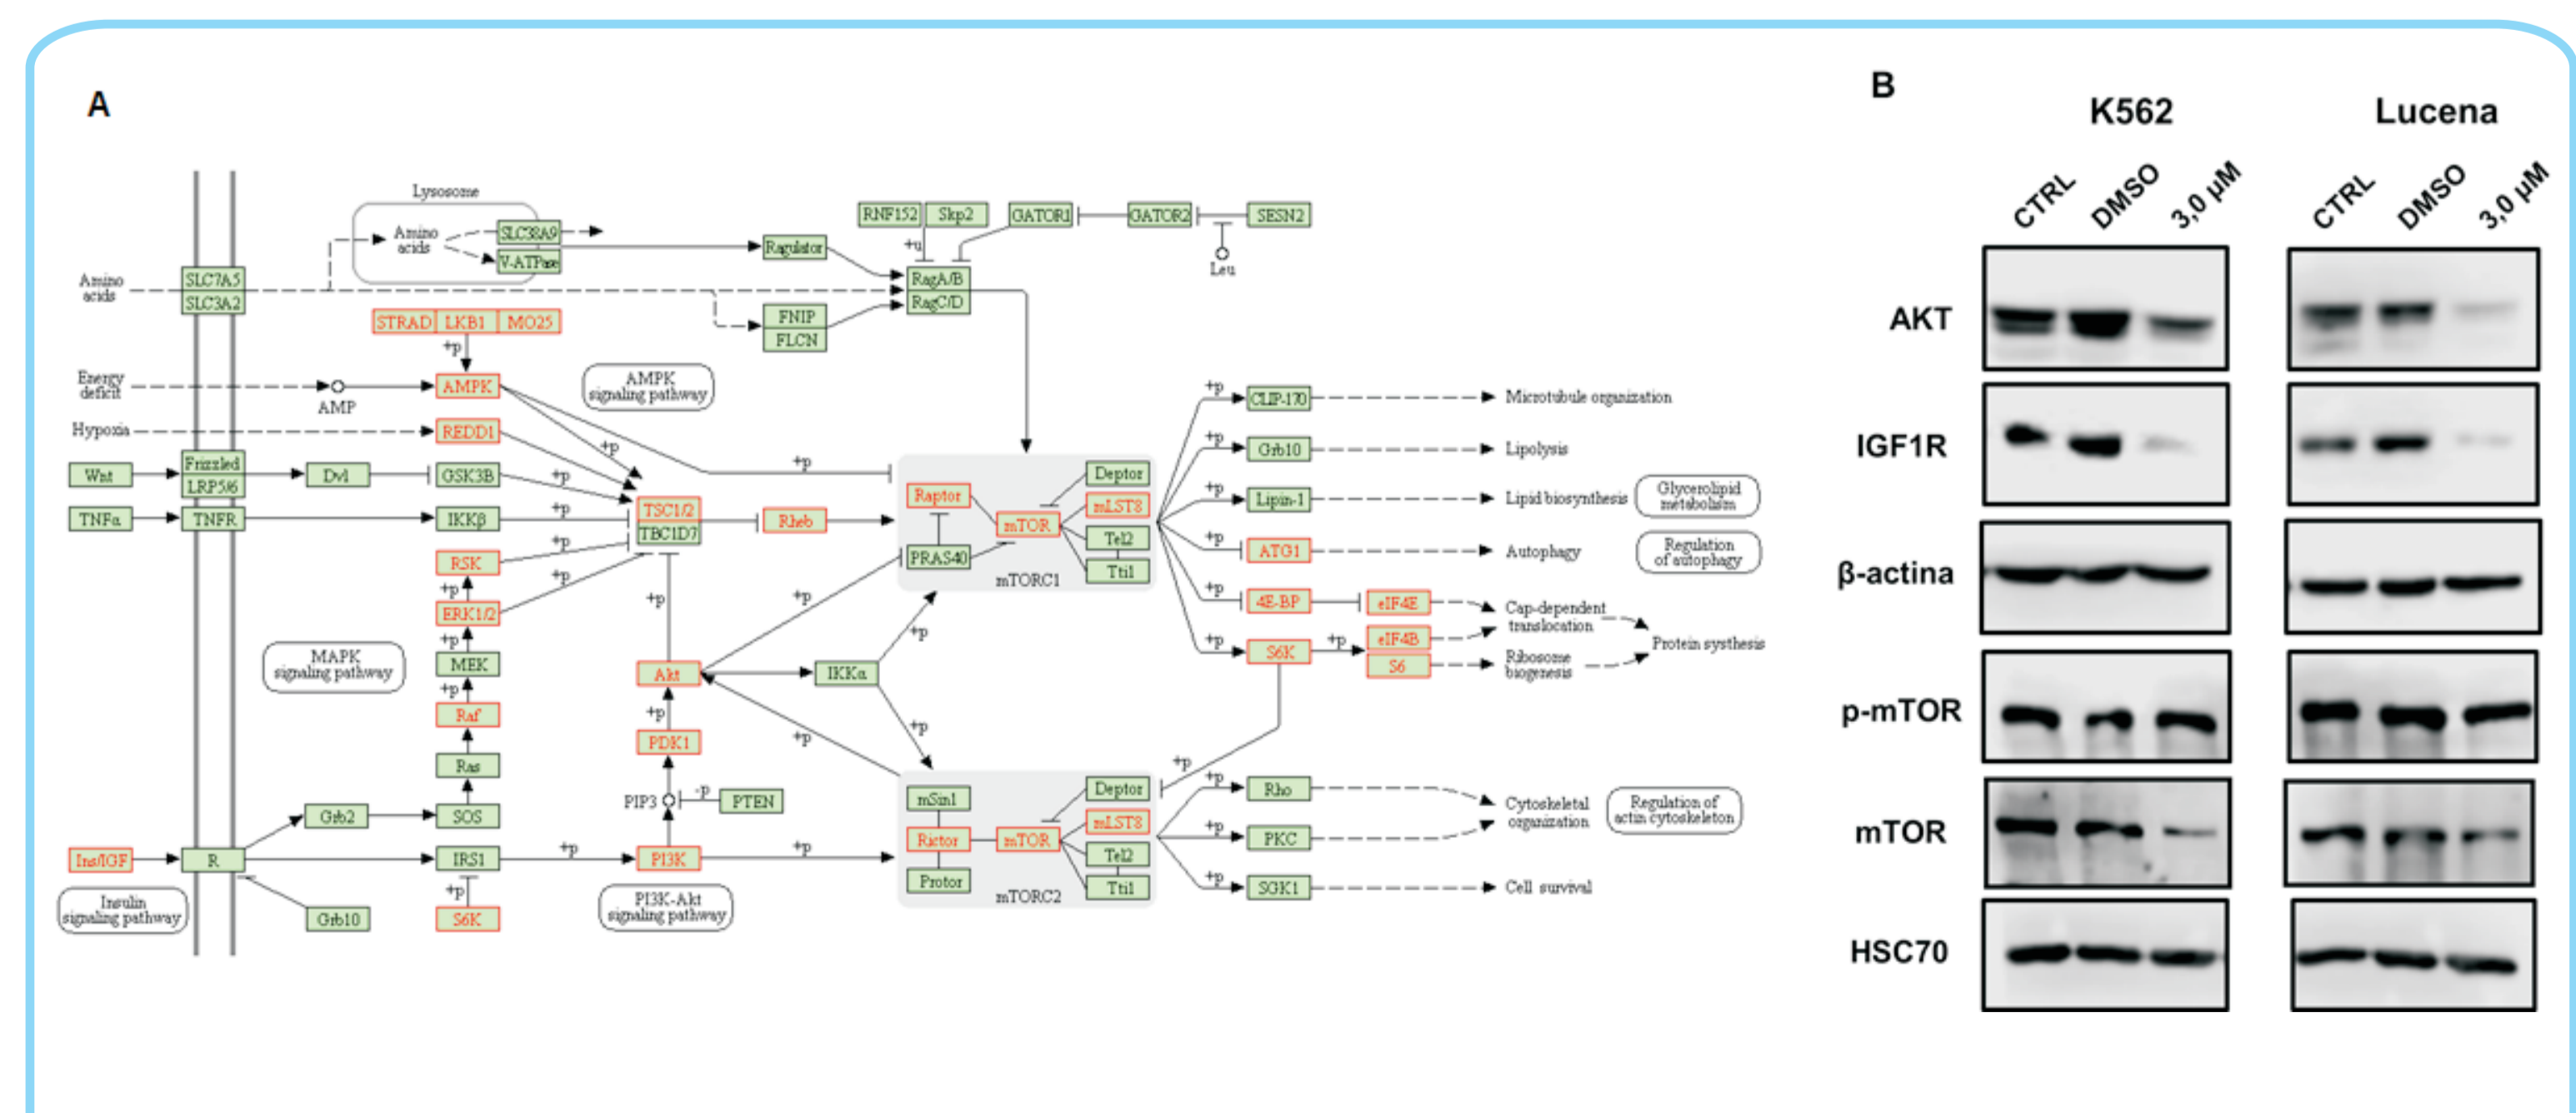 A
Lysosome
Amino
acids
SLC38A9
V-ATPase
Ragulator
RNF152
Skp2
GATOR1
GATOR2
SESN2
+u
Leu
RagA/B
RagC/D
Amino
acids
SLC7A5
SLC3A2
FNIP
FLCN
STRAD
LKB1
MO25
+p
Energy
deficit
AMP
AMPK
AMPK
signaling pathway
Hypoxia
REDD1
+p
+p
Wnt
Frizzled
LRP5/6
Dvl
GSK3B
+p
TNFα
TNFR
IKKβ
+p
TSC1/2
TBC1D7
Rheb
RSK
+p
+p
ERK1/2
+p
+p
MEK
+p
Raf
Ras
SOS
Grb2
MAPK
signaling pathway
+p
Akt
+p
PDK1
PIP3
-p
PTEN
+p
IKKα
+p
+p
+p
Ins/IGF
R
IRS1
+p
PI3K
+p
Insulin
signaling pathway
Grb10
+p
S6K
PI3K-Akt
signaling pathway
Raptor
mTOR
Deptor
mLST8
Tel2
Tti1
PRAS40
mTORC1
mSin1
Rictor
Protor
mTOR
Deptor
mLST8
Tel2
Tti1
mTORC2
+p
CLIP-170
Microtubule organization
+p
Grb10
Lipolysis
+p
Lipin-1
Lipid biosynthesis
Glycerolipid
metabolism
+p
ATG1
Autophagy
Regulation
of autophagy
+p
4E-BP
eIF4E
Cap-dependent
translocation
+p
S6K
+p
eIF4B
S6
Ribosome
biogenesis
Protein systhesis
+p
+p
Rho
Cytoskeletal
organization
Regulation of
actin cytoskeleton
+p
PKC
+p
SGK1
Cell survival
B
K562
Lucena
CTRL
DMSO
3,0 µM
CTRL
DMSO
3,0 µM
AKT
IGF1R
β-actina
p-mTOR
mTOR
HSC70